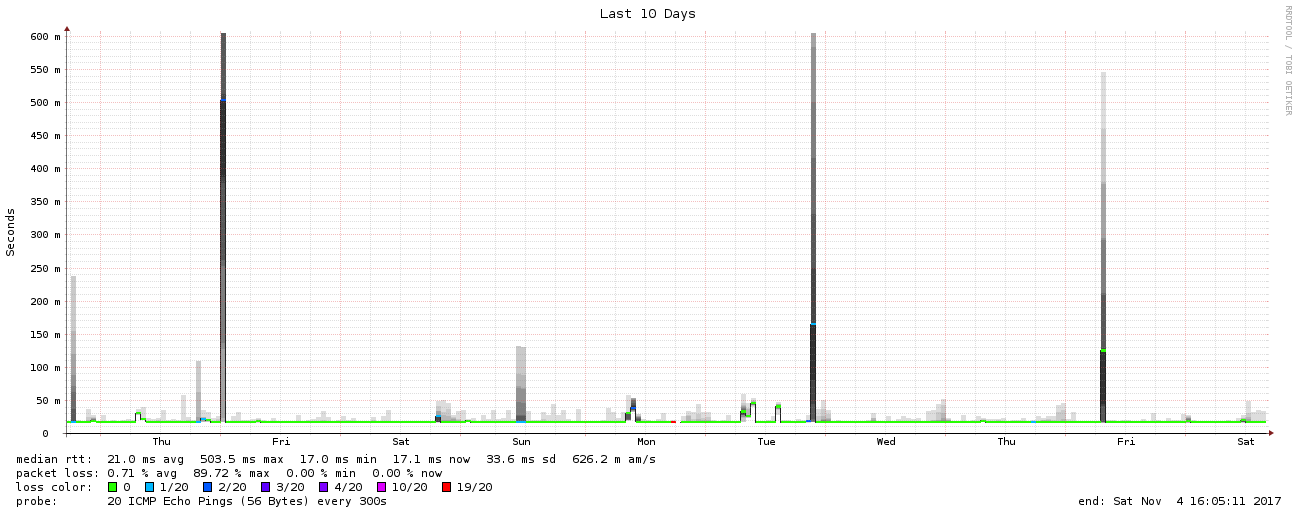 Last 10 Days
RRDTOOL / TOBI OETIKER
Seconds
600 m
550 m
500 m
450 m
400 m
350 m
300 m
250 m
200 m
150 m
100 m
50 m
0
Thu Fri Sat Sun Mon Tue Wed Thu Fri Sat
median rtt: 21.0 ms avg 503.5 ms max 17.0 ms min 17.1 ms now 33.6 ms sd 626.2 m am/s
packet loss: 0.71 % avg 89.72 % max 0.00 % min 0.00 % now
loss color: 0 1/20 2/20 3/20 4/20 10/20 19/20
probe: 20 ICMP Echo Pings (56 Bytes) every 300s end: Sat Nov 4 16:05:11 2017